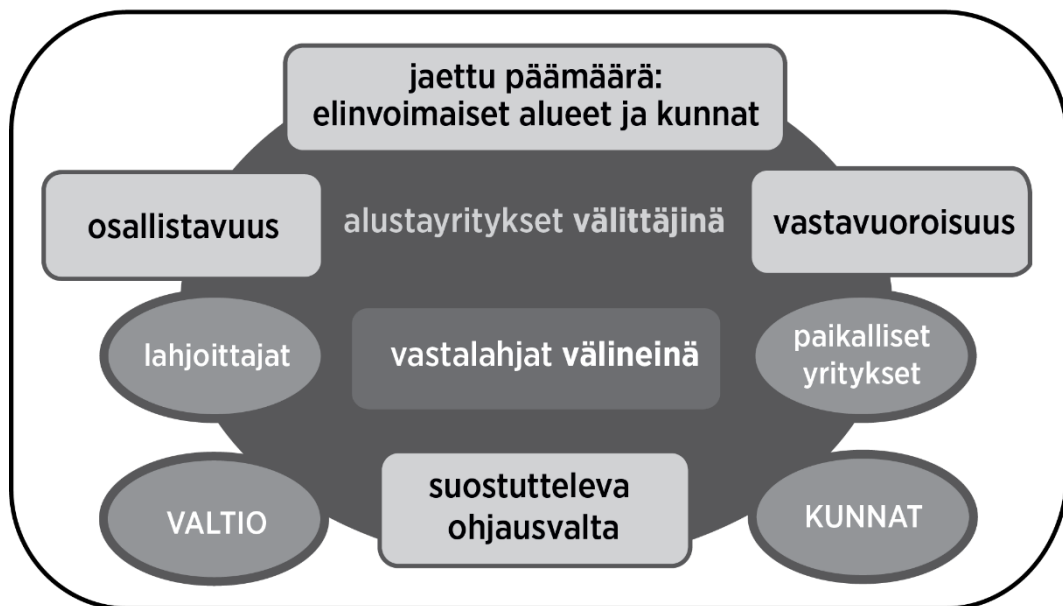 jaettu päämäärä:
elinvoimaiset alueet ja kunnat
osallistavuus
alustayritykset välittäjinä
vastavuoroisuus
lahjoittajat
vastalahjat välineinä
paikalliset
yritykset
VALTIO
suostutteleva
ohjausvalta
KUNNAT